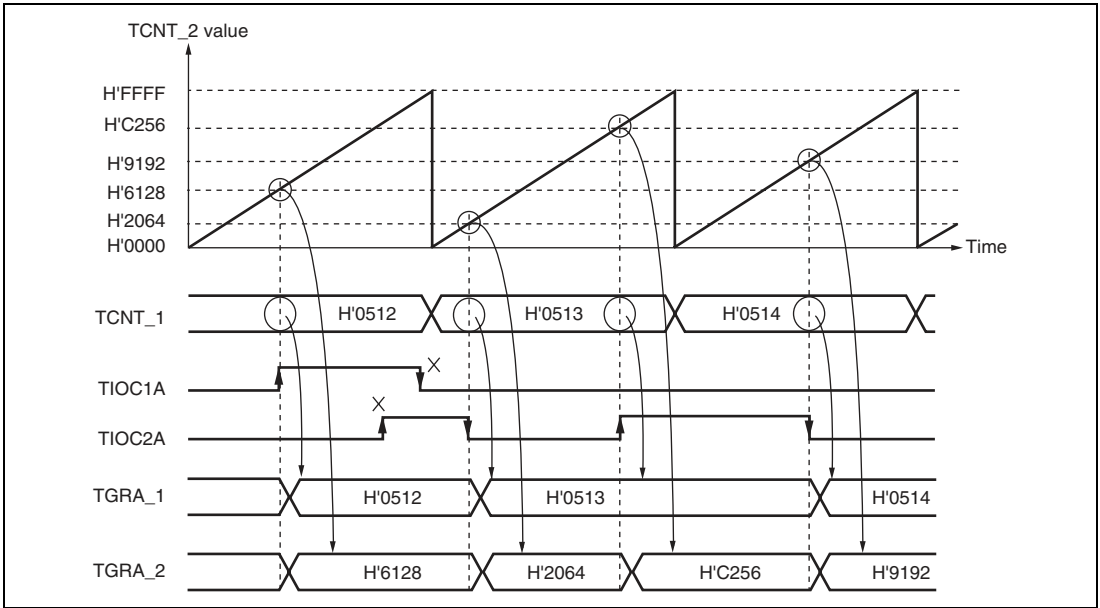 TCNT_2 value
H'FFFF
H'C256
H'9192
H'6128
H'2064
H'0000
Time
TCNT_1 H'0512 H'0513 H'0514
TIOC1A
TIOC2A
TGRA_1 H'0512 H'0513 H'0514
TGRA_2 H'6128 H'2064 H'C256 H'9192